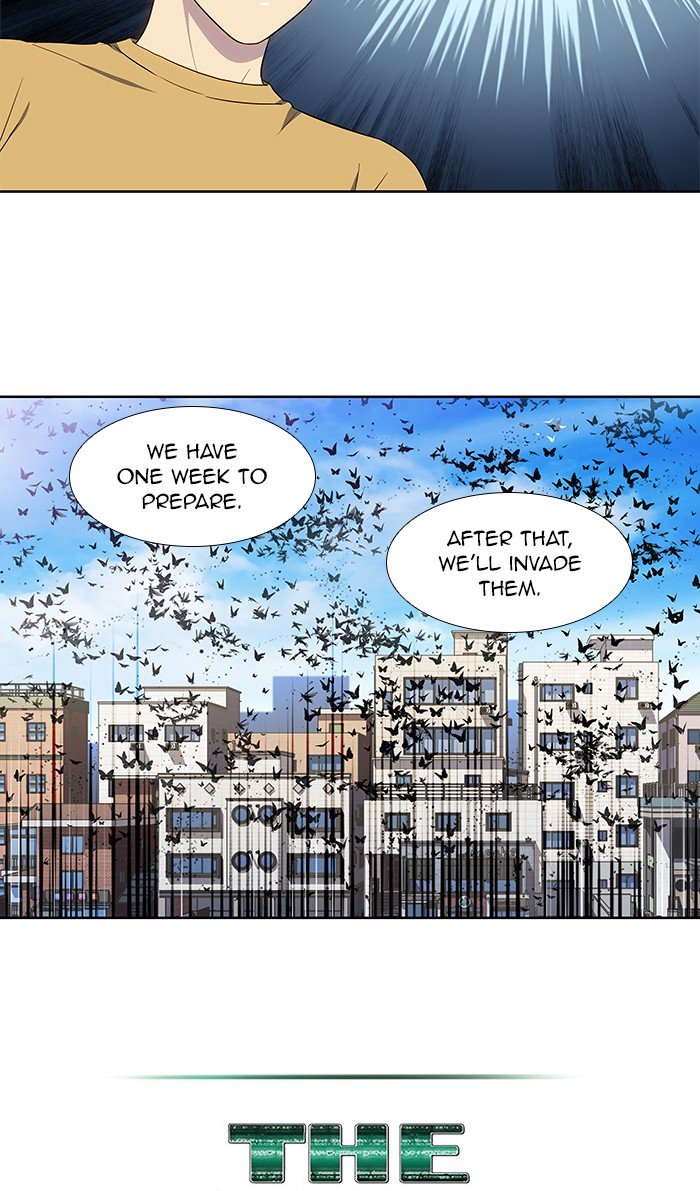 WE HAVE
ONE WEEK TO
PREPARE.
AFTER THAT,
WE'LL INVADE
THEM.
THE